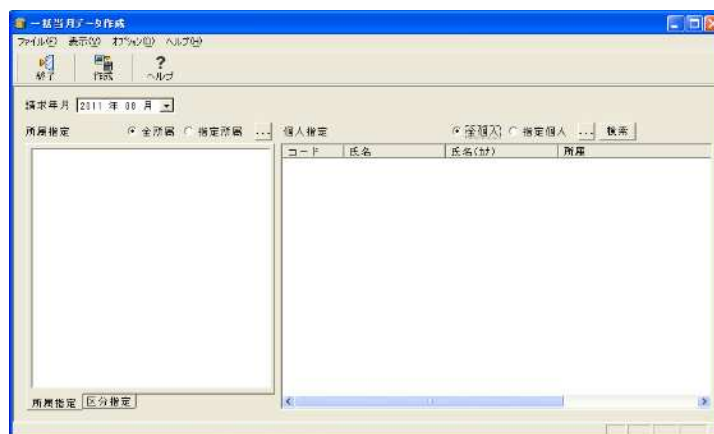 一括当月データ作成
ファイル(F) 表示(V) オプション(O) ヘルプ(H)
終了 作成 ヘルプ
請求年月 2011 年 08 月
所属指定 全所属 指定所属 ... 個人指定 全個人 指定個人 ... 検索
コード 氏名 氏名(カナ) 所属
所属指定 区分指定